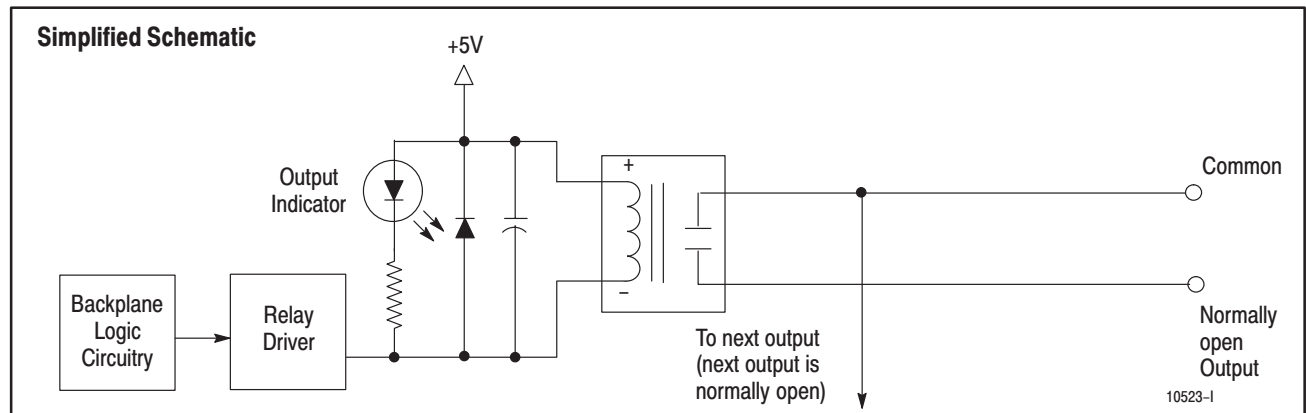 Simplified Schematic
+5V
Output
Indicator
+
–
Common
Backplane
Logic
Circuitry
Relay
Driver
To next output
(next output is
normally open)
Normally
open
Output
10523–I